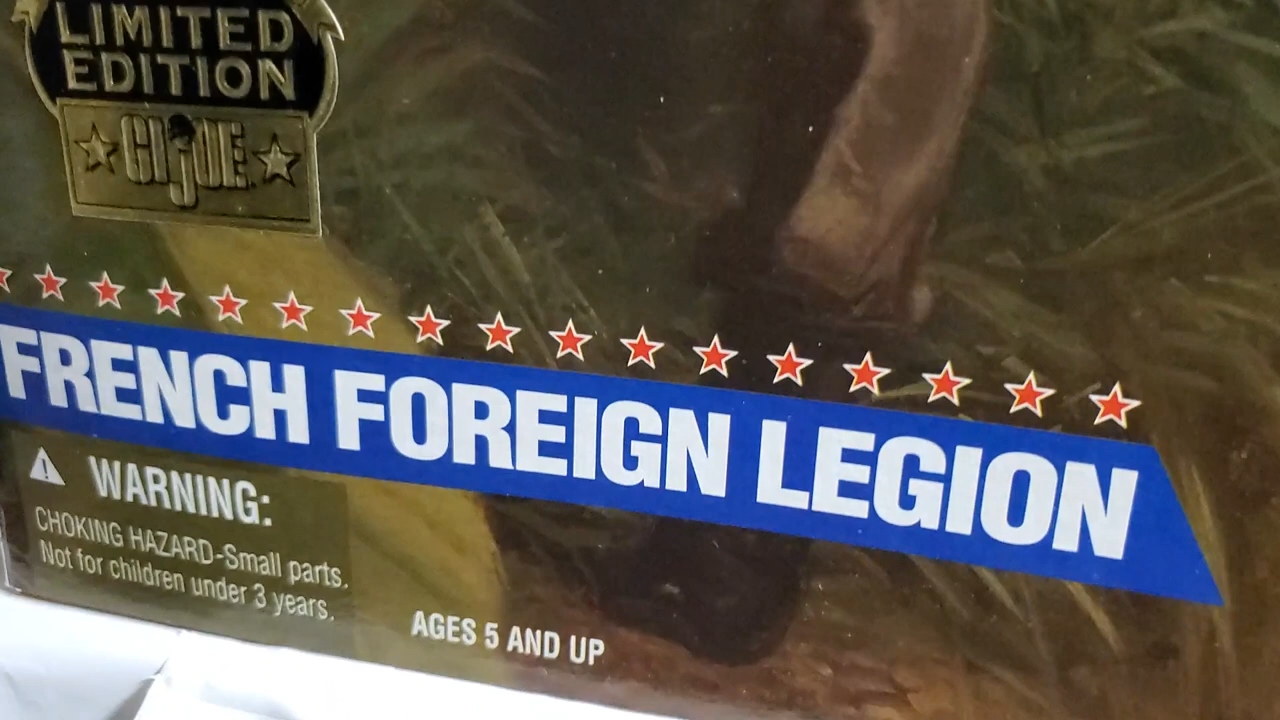 LIMITED
EDITION
GI JOE
FRENCH FOREIGN LEGION
WARNING:
CHOKING HAZARD-Small parts.
Not for children under 3 years.
AGES 5 AND UP